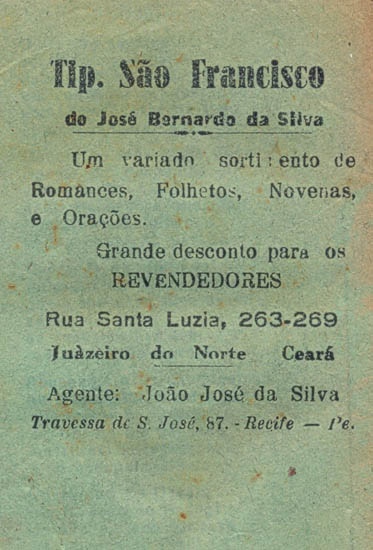 Tip. São Francisco
de José Bernardo da Silva
Um variado sortimento de
Romances, Folhetos, Novenas,
e Orações.
Grande desconto para os
REVENDEDORES
Rua Santa Luzia, 263-269
Juàzeiro do Norte Ceará
Agente: João José da Silva
Travessa de S. José, 87. - Recife — Pe.